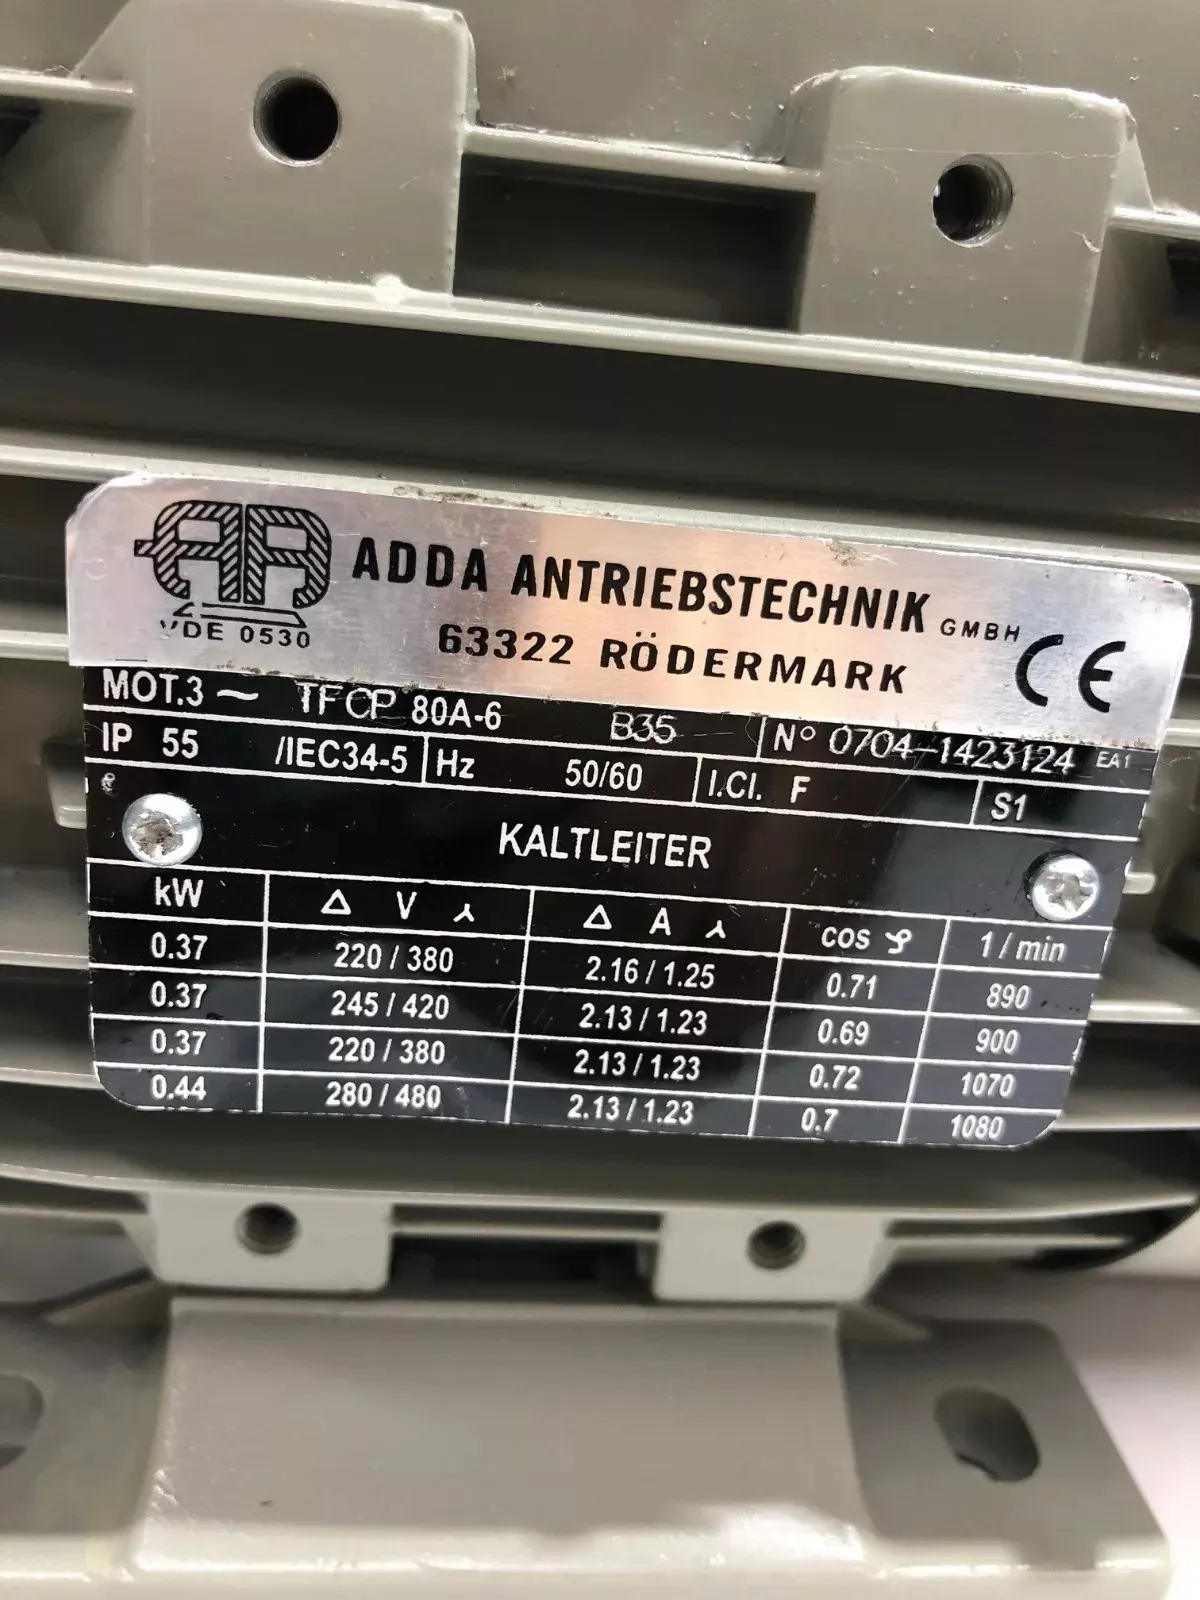 ADDA ANTRIEBSTECHNIK GMBH
63322 RÖDERMARK
VDE 0530
CE
MOT.3 ~ TFCP 80A-6 B35 N° 0704-1423124 EA1
IP 55 /IEC34-5 Hz 50/60 I.Cl. F S1
KALTLEITER
kW Δ V ⅄ Δ A ⅄ COS φ 1/min
0.37 220/380 2.16/1.25 0.71 890
0.37 245/420 2.13/1.23 0.69 900
0.37 220/380 2.13/1.23 0.72 1070
0.44 280/480 2.13/1.23 0.7 1080